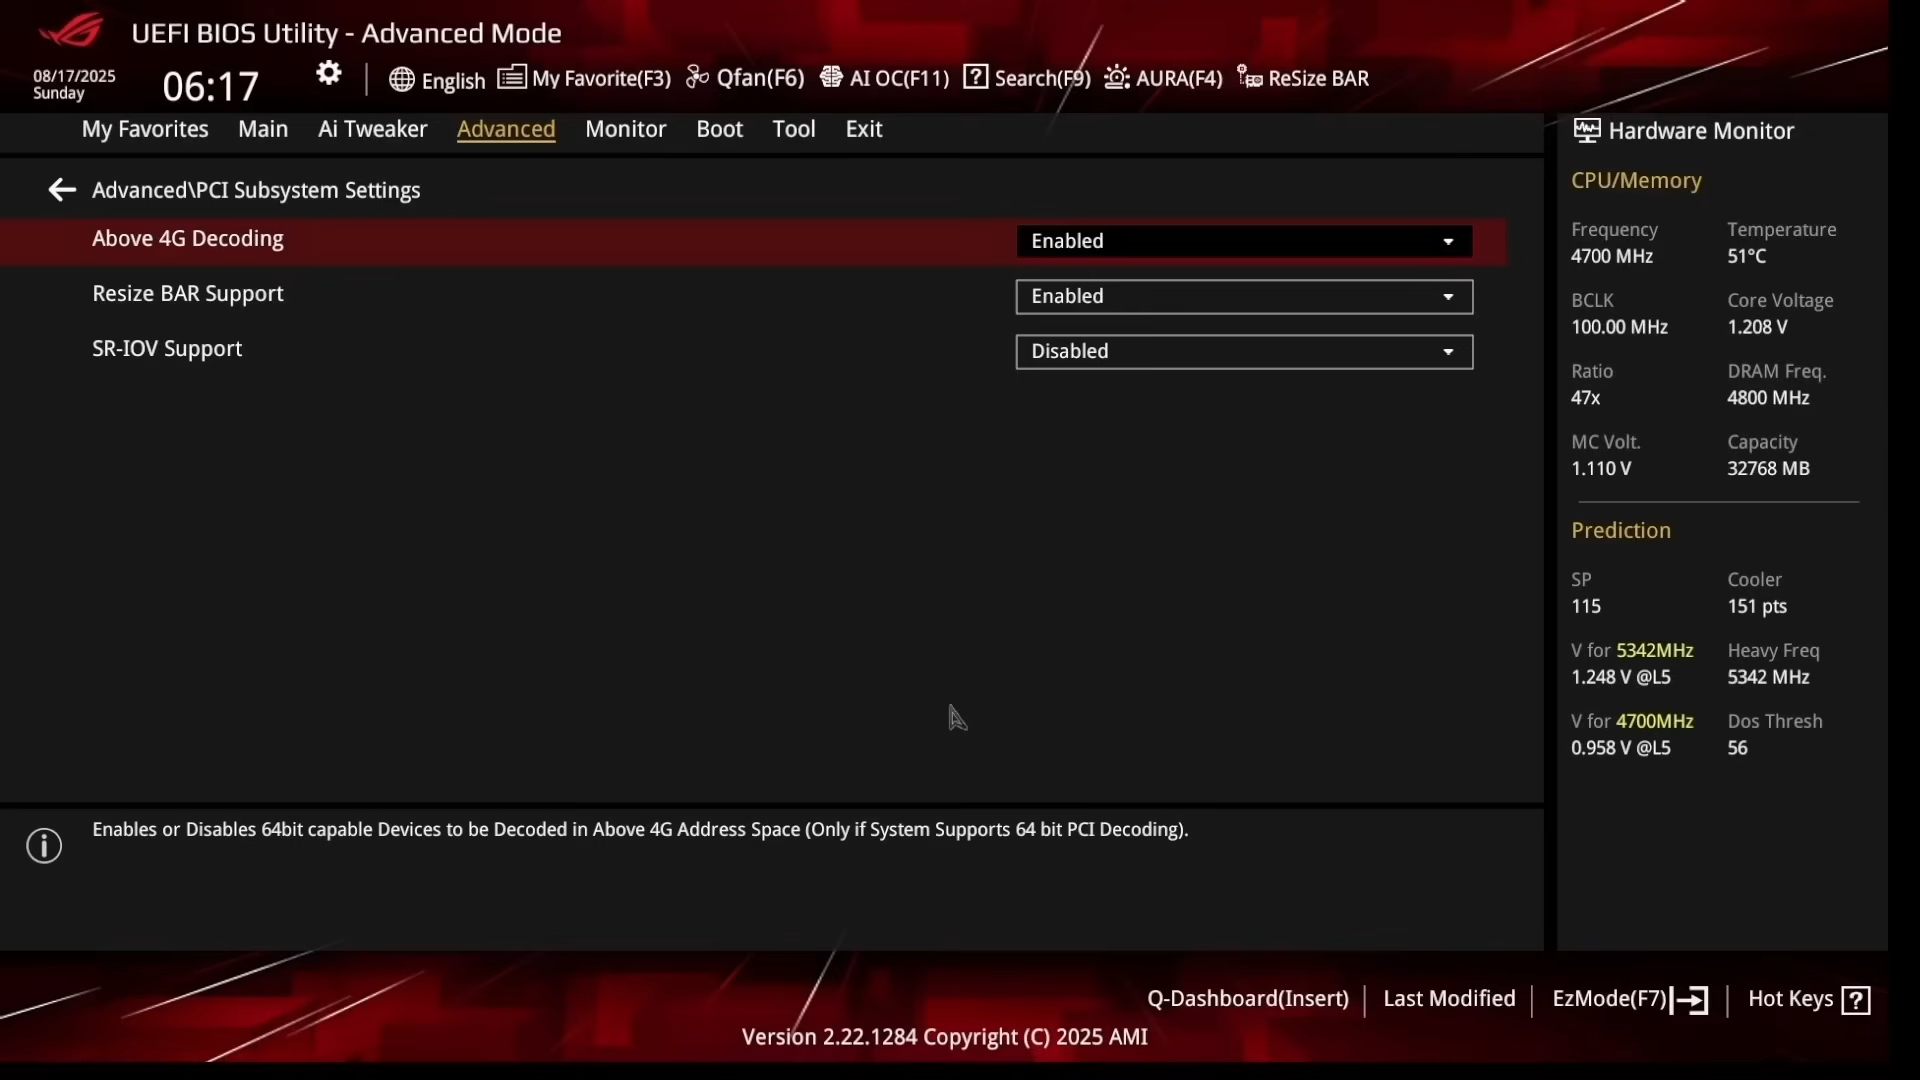 UEFI BIOS Utility - Advanced Mode
08/17/2025
Sunday
06:17
English
My Favorite(F3)
Qfan(F6)
AI OC(F11)
Search(F9)
AURA(F4)
ReSize BAR
My Favorites
Main
Ai Tweaker
Advanced
Monitor
Boot
Tool
Exit
Advanced\PCI Subsystem Settings
Above 4G Decoding
Enabled
Resize BAR Support
Enabled
SR-IOV Support
Disabled
Hardware Monitor
CPU/Memory
Frequency
Temperature
4700 MHz
51°C
BCLK
Core Voltage
100.00 MHz
1.208 V
Ratio
DRAM Freq.
47x
4800 MHz
MC Volt.
Capacity
1.110 V
32768 MB
Prediction
SP
Cooler
115
151 pts
V for 5342MHz
Heavy Freq
1.248 V @L5
5342 MHz
V for 4700MHz
Dos Thresh
0.958 V @L5
56
Enables or Disables 64bit capable Devices to be Decoded in Above 4G Address Space (Only if System Supports 64 bit PCI Decoding).
Q-Dashboard(Insert)
Last Modified
EzMode(F7)
Hot Keys ?
Version 2.22.1284 Copyright (C) 2025 AMI